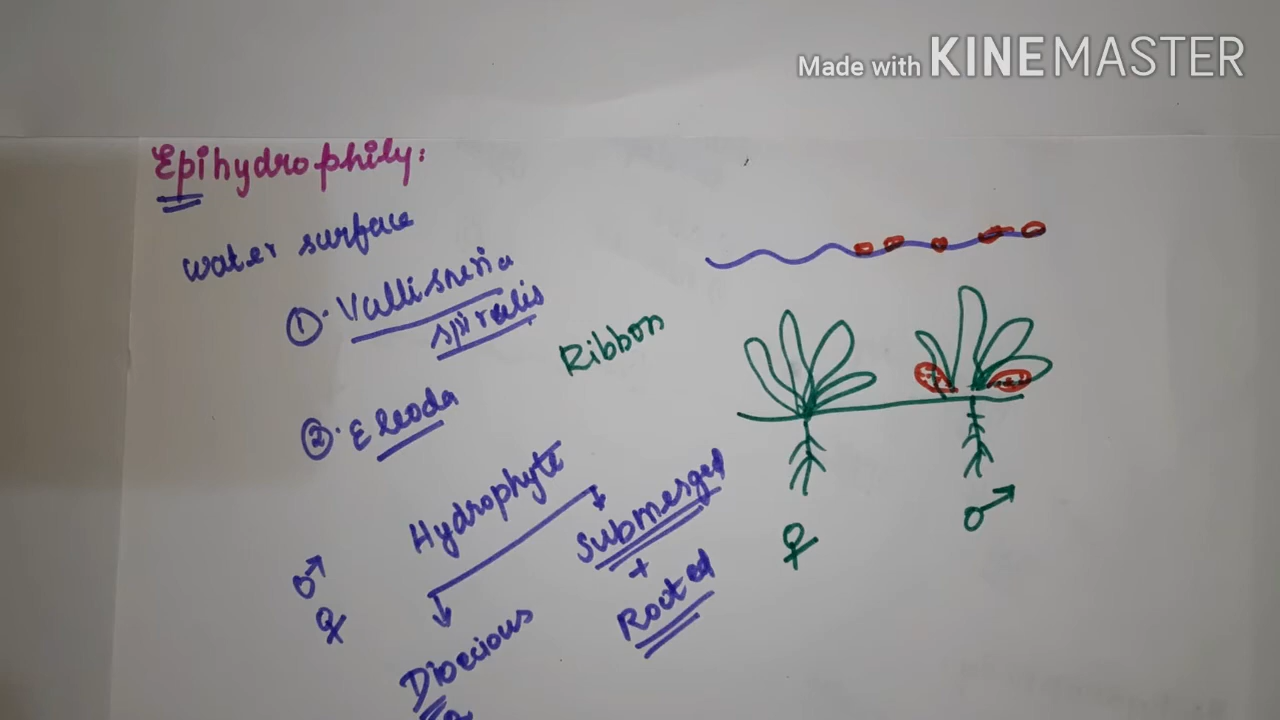 Made with KINEMASTER
Epihydrophily:
water surface
①. Vallisneria
spiralis
Ribbon
②. Eleoda
Hydrophyte
Submerged
+
Rooted
♂
♀
Dioecious
♀
♂